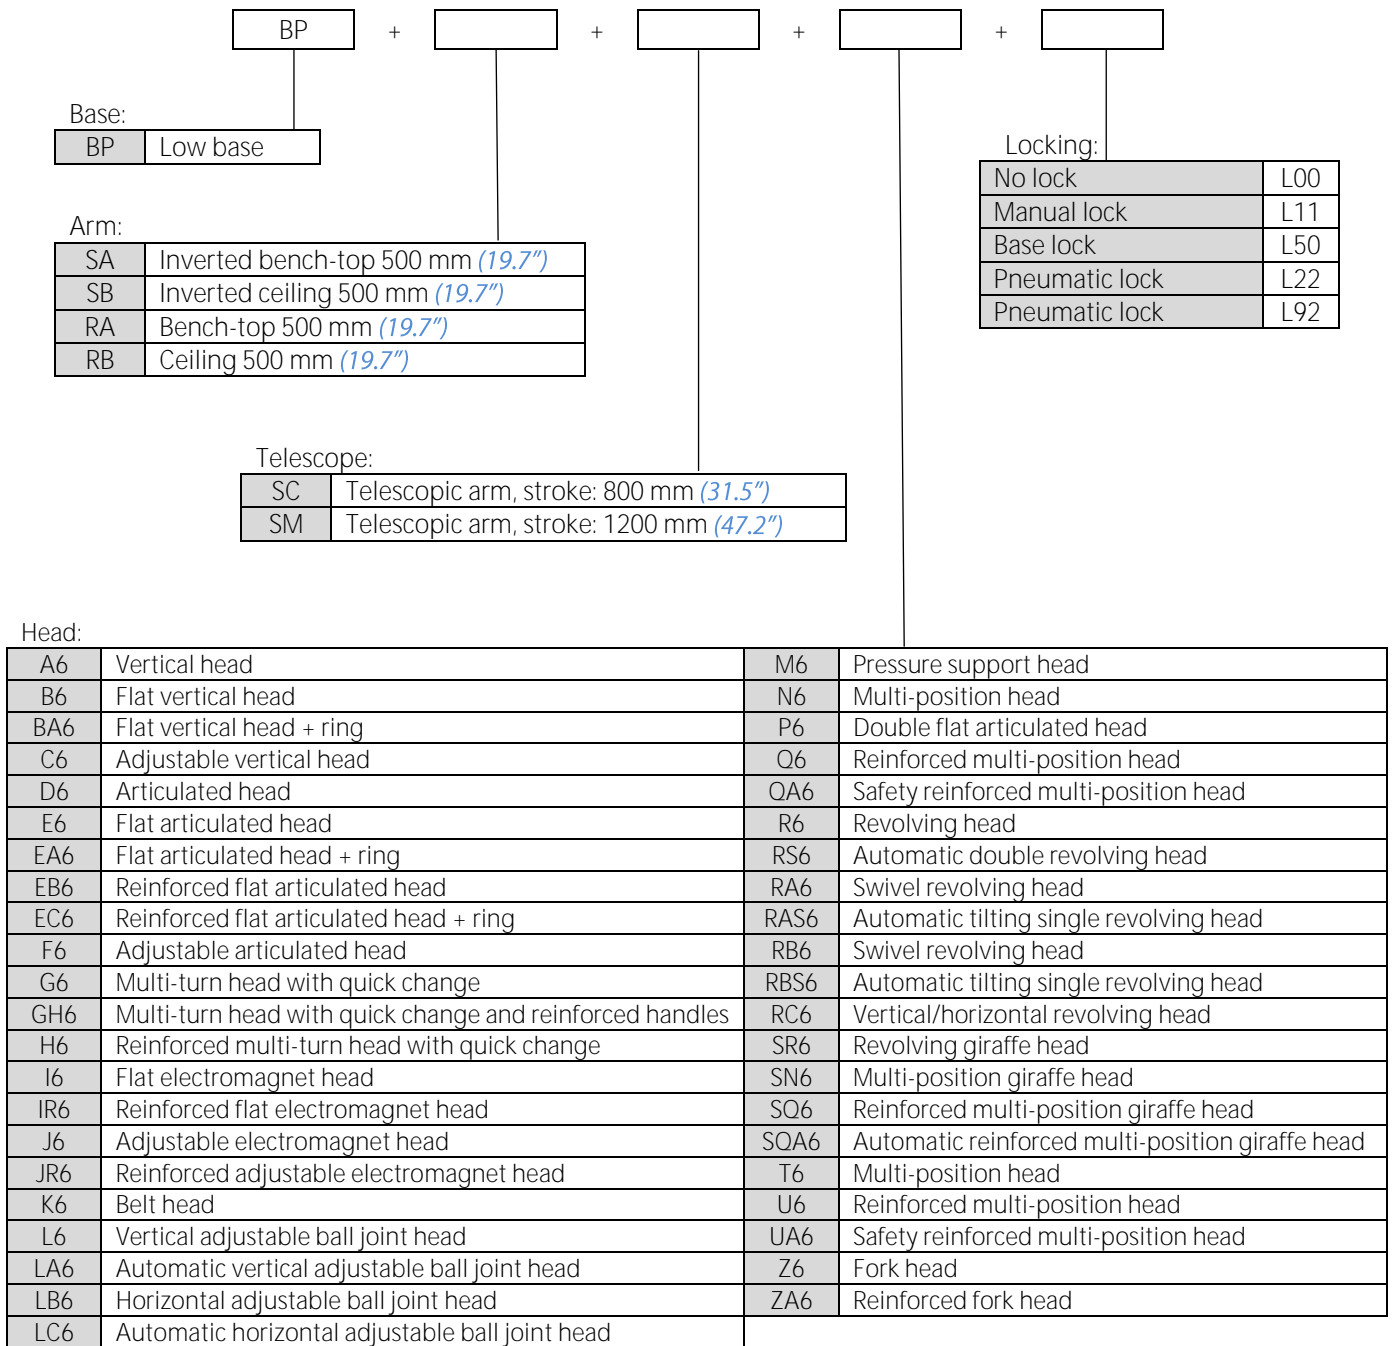 BP + + + +
Base:
BP Low base
Locking:
No lock L00
Manual lock L11
Base lock L50
Pneumatic lock L22
Pneumatic lock L92
Arm:
SA Inverted bench-top 500 mm (19.7")
SB Inverted ceiling 500 mm (19.7")
RA Bench-top 500 mm (19.7")
RB Ceiling 500 mm (19.7")
Telescope:
SC Telescopic arm, stroke: 800 mm (31.5")
SM Telescopic arm, stroke: 1200 mm (47.2")
Head:
A6 Vertical head
B6 Flat vertical head
BA6 Flat vertical head + ring
C6 Adjustable vertical head
D6 Articulated head
E6 Flat articulated head
EA6 Flat articulated head + ring
EB6 Reinforced flat articulated head
EC6 Reinforced flat articulated head + ring
F6 Adjustable articulated head
G6 Multi-turn head with quick change
GH6 Multi-turn head with quick change and reinforced handles
H6 Reinforced multi-turn head with quick change
I6 Flat electromagnet head
IR6 Reinforced flat electromagnet head
J6 Adjustable electromagnet head
JR6 Reinforced adjustable electromagnet head
K6 Belt head
L6 Vertical adjustable ball joint head
LA6 Automatic vertical adjustable ball joint head
LB6 Horizontal adjustable ball joint head
LC6 Automatic horizontal adjustable ball joint head
M6 Pressure support head
N6 Multi-position head
P6 Double flat articulated head
Q6 Reinforced multi-position head
QA6 Safety reinforced multi-position head
R6 Revolving head
RS6 Automatic double revolving head
RA6 Swivel revolving head
RAS6 Automatic tilting single revolving head
RB6 Swivel revolving head
RBS6 Automatic tilting single revolving head
RC6 Vertical/horizontal revolving head
SR6 Revolving giraffe head
SN6 Multi-position giraffe head
SQ6 Reinforced multi-position giraffe head
SQA6 Automatic reinforced multi-position giraffe head
T6 Multi-position head
U6 Reinforced multi-position head
UA6 Safety reinforced multi-position head
Z6 Fork head
ZA6 Reinforced fork head